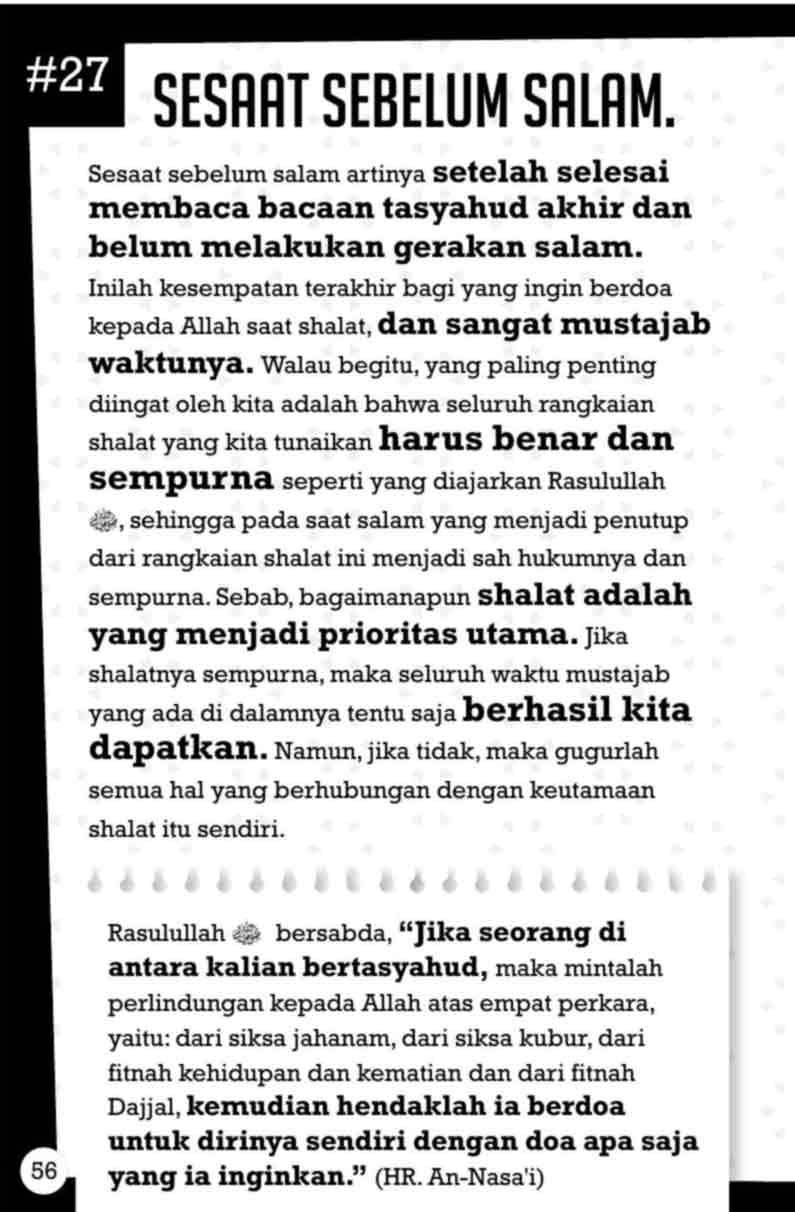 #27
SESAAT SEBELUM SALAM.
Sesaat sebelum salam artinya setelah selesai
membaca bacaan tasyahud akhir dan
belum melakukan gerakan salam.
Inilah kesempatan terakhir bagi yang ingin berdoa
kepada Allah saat shalat, dan sangat mustajab
waktunya. Walau begitu, yang paling penting
diingat oleh kita adalah bahwa seluruh rangkaian
shalat yang kita tunaikan harus benar dan
sempurna seperti yang diajarkan Rasulullah
ﷺ, sehingga pada saat salam yang menjadi penutup
dari rangkaian shalat ini menjadi sah hukumnya dan
sempurna. Sebab, bagaimanapun shalat adalah
yang menjadi prioritas utama. Jika
shalatnya sempurna, maka seluruh waktu mustajab
yang ada di dalamnya tentu saja berhasil kita
dapatkan. Namun, jika tidak, maka gugurlah
semua hal yang berhubungan dengan keutamaan
shalat itu sendiri.
Rasulullah ﷺ bersabda, “Jika seorang di
antara kalian bertasyahud, maka mintalah
perlindungan kepada Allah atas empat perkara,
yaitu: dari siksa jahanam, dari siksa kubur, dari
fitnah kehidupan dan kematian dan dari fitnah
Dajjal, kemudian hendaklah ia berdoa
untuk dirinya sendiri dengan doa apa saja
yang ia inginkan.” (HR. An-Nasa'i)
56